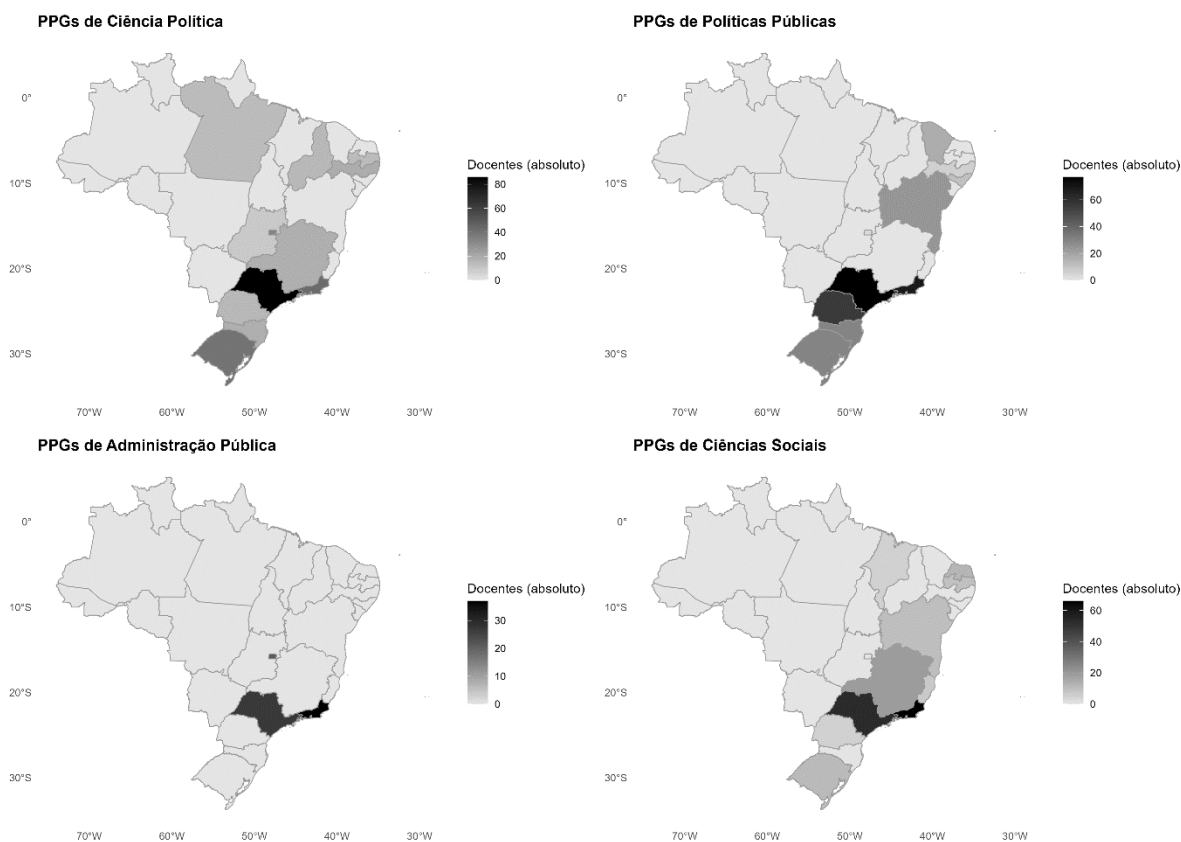 PPGs de Ciência Política
0°
10°S
20°S
30°S
70°W 60°W 50°W 40°W 30°W
Docentes (absoluto)
80
60
40
20
0
PPGs de Políticas Públicas
0°
10°S
20°S
30°S
70°W 60°W 50°W 40°W 30°W
Docentes (absoluto)
60
40
20
0
PPGs de Administração Pública
0°
10°S
20°S
30°S
70°W 60°W 50°W 40°W 30°W
Docentes (absoluto)
30
20
10
0
PPGs de Ciências Sociais
0°
10°S
20°S
30°S
70°W 60°W 50°W 40°W 30°W
Docentes (absoluto)
60
40
20
0